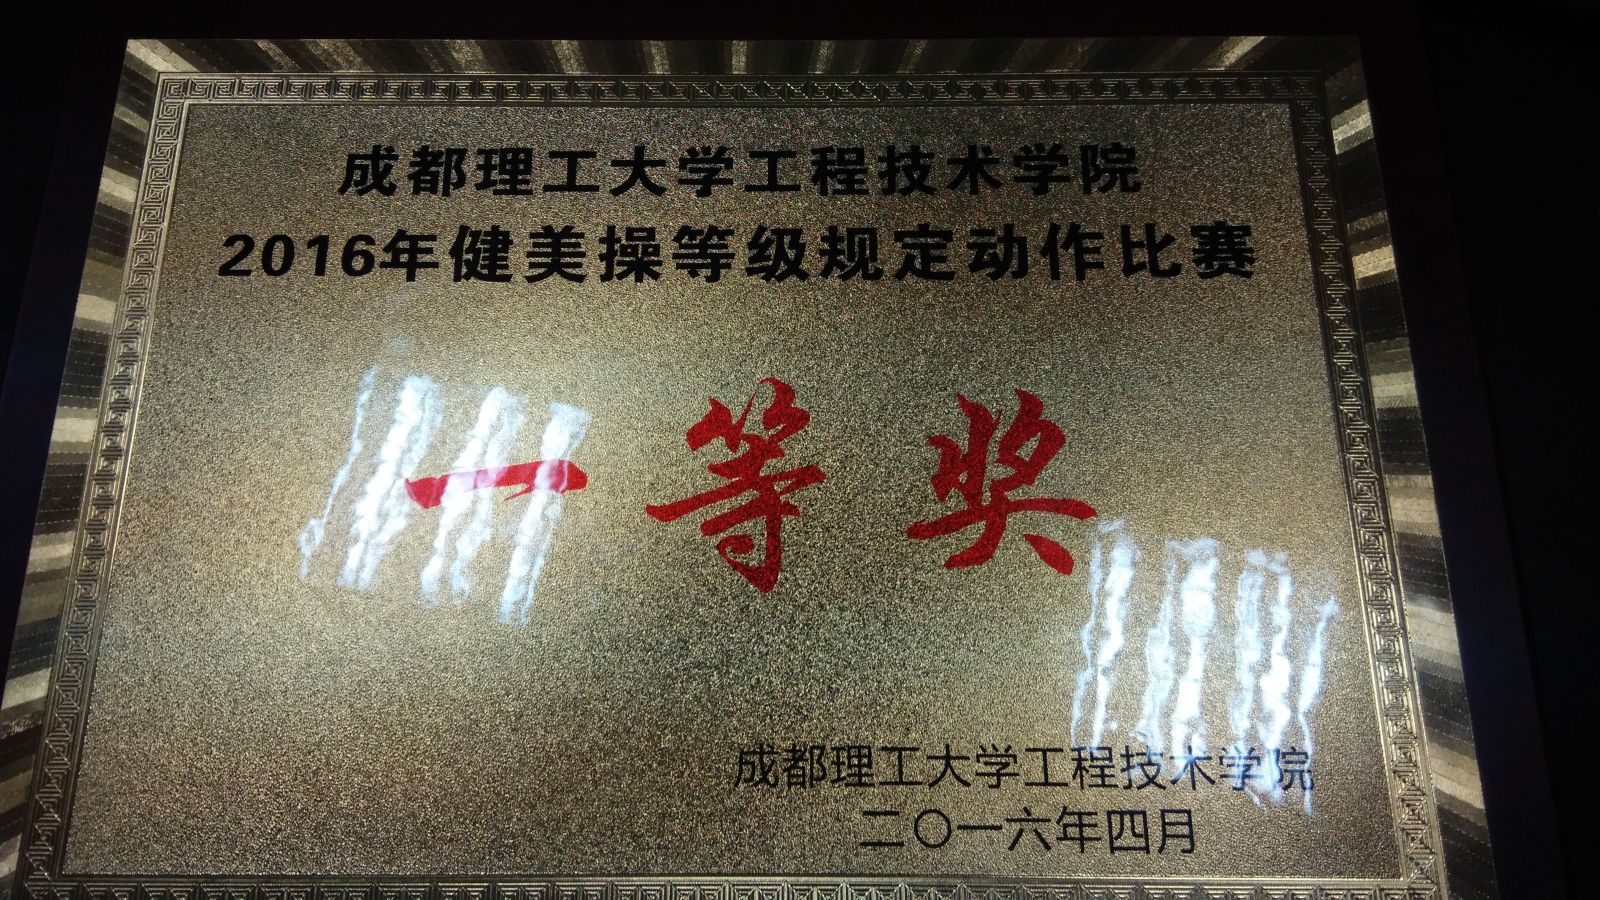 成都理工大学工程技术学院
2016年健美操等级规定动作比赛
一等奖
成都理工大学工程技术学院
二〇一六年四月